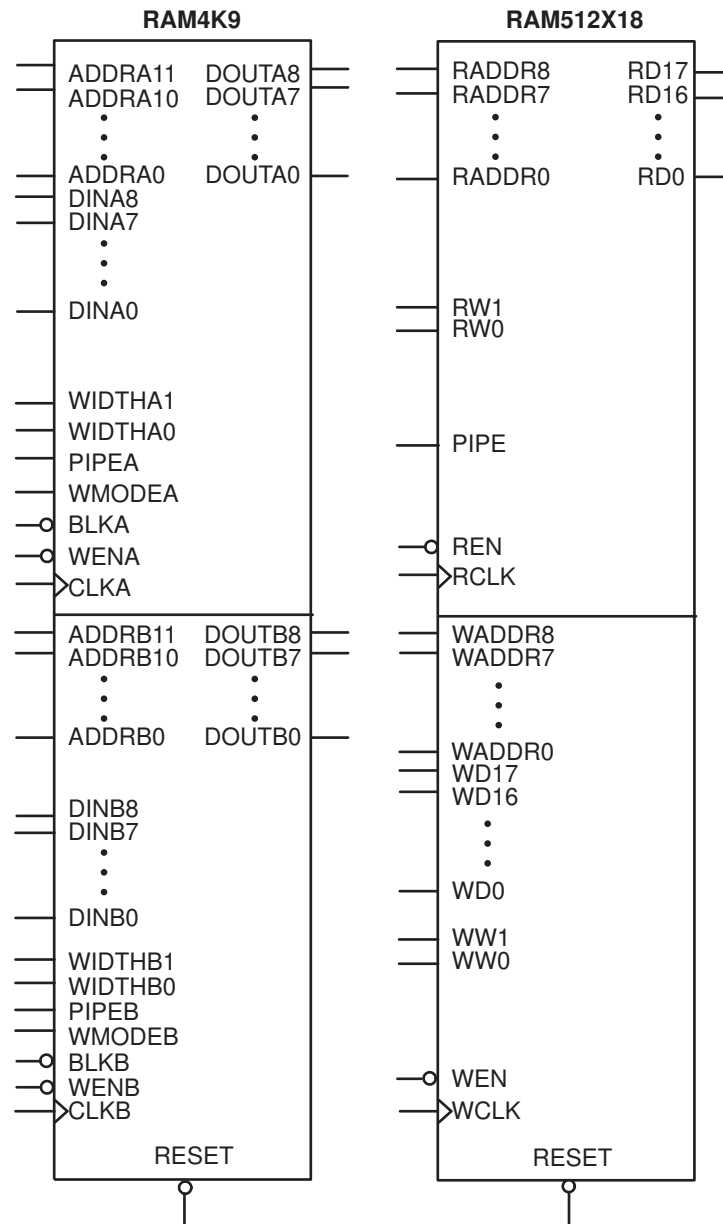 RAM4K9
ADDRA11 DOUTA8
ADDRA10 DOUTA7
ADDRA0 DOUTA0
DINA8
DINA7
DINA0
WIDTHA1
WIDTHA0
PIPEA
WMODEA
BLKA
WENA
CLKA
ADDRB11 DOUTB8
ADDRB10 DOUTB7
ADDRB0 DOUTB0
DINB8
DINB7
DINB0
WIDTHB1
WIDTHB0
PIPEB
WMODEB
BLKB
WENB
CLKB
RESET
RAM512X18
RADDR8 RD17
RADDR7 RD16
RADDR0 RD0
RW1
RW0
PIPE
REN
RCLK
WADDR8
WADDR7
WADDR0
WD17
WD16
WD0
WW1
WW0
WEN
WCLK
RESET